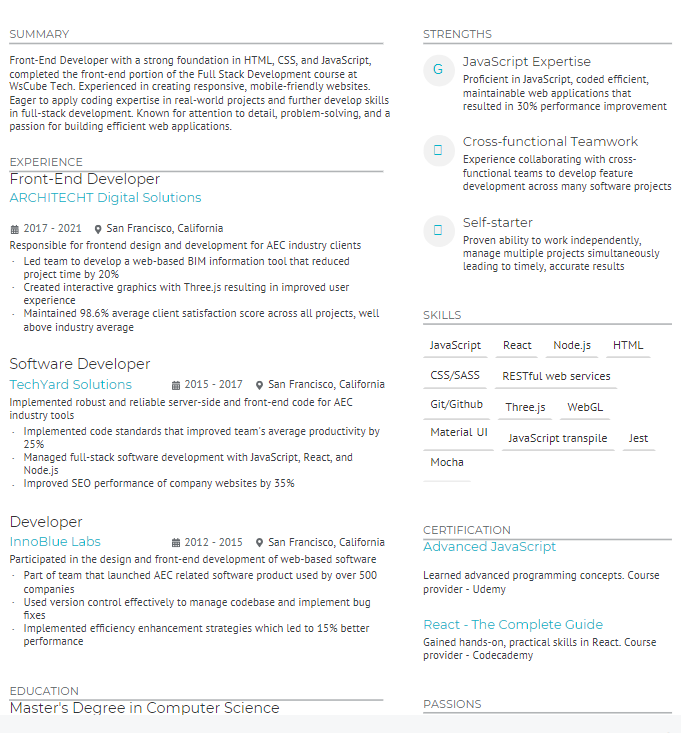 SUMMARY
Front-End Developer with a strong foundation in HTML, CSS, and JavaScript,
completed the front-end portion of the Full Stack Development course at
WsCube Tech. Experienced in creating responsive, mobile-friendly websites.
Eager to apply coding expertise in real-world projects and further develop skills
in full-stack development. Known for attention to detail, problem-solving, and a
passion for building efficient web applications.
EXPERIENCE
Front-End Developer
ARCHITECHT Digital Solutions
2017 - 2021 San Francisco, California
Responsible for frontend design and development for AEC industry clients
· Led team to develop a web-based BIM information tool that reduced
project time by 20%
· Created interactive graphics with Three.js resulting in improved user
experience
· Maintained 98.6% average client satisfaction score across all projects, well
above industry average
Software Developer
TechYard Solutions 2015 - 2017 San Francisco, California
Implemented robust and reliable server-side and front-end code for AEC
industry tools
· Implemented code standards that improved team's average productivity by
25%
· Managed full-stack software development with JavaScript, React, and
Node.js
· Improved SEO performance of company websites by 35%
Developer
InnoBlue Labs 2012 - 2015 San Francisco, California
Participated in the design and front-end development of web-based software
· Part of team that launched AEC related software product used by over 500
companies
· Used version control effectively to manage codebase and implement bug
fixes
· Implemented efficiency enhancement strategies which led to 15% better
performance
EDUCATION
Master's Degree in Computer Science
STRENGTHS
G
JavaScript Expertise
Proficient in JavaScript, coded efficient,
maintainable web applications that
resulted in 30% performance improvement
Cross-functional Teamwork
Experience collaborating with cross-
functional teams to develop feature
development across many software projects
Self-starter
Proven ability to work independently,
manage multiple projects simultaneously
leading to timely, accurate results
SKILLS
JavaScript React Node.js HTML
CSS/SASS RESTful web services
Git/Github Three.js WebGL
Material UI JavaScript transpile Jest
Mocha
CERTIFICATION
Advanced JavaScript
Learned advanced programming concepts. Course
provider - Udemy
React - The Complete Guide
Gained hands-on, practical skills in React. Course
provider - Codecademy
PASSIONS